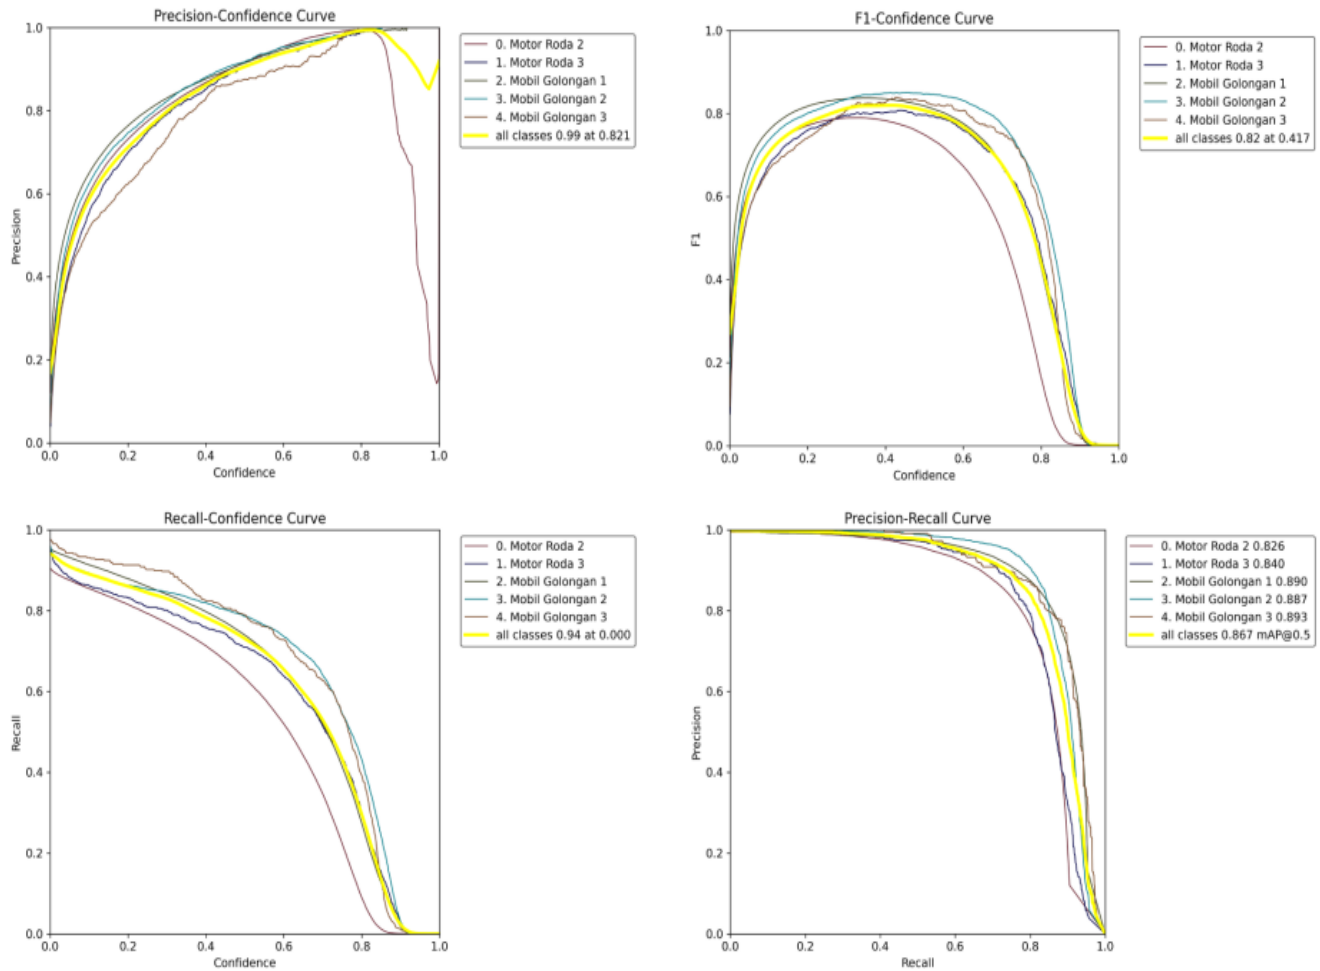 Precision-Confidence Curve
1.0
0.8
0.6
0.4
0.2
0.0
Precision
0.0 0.2 0.4 0.6 0.8 1.0
Confidence
0. Motor Roda 2
1. Motor Roda 3
2. Mobil Golongan 1
3. Mobil Golongan 2
4. Mobil Golongan 3
all classes 0.99 at 0.821
F1-Confidence Curve
1.0
0.8
0.6
0.4
0.2
0.0
F1
0.0 0.2 0.4 0.6 0.8 1.0
Confidence
0. Motor Roda 2
1. Motor Roda 3
2. Mobil Golongan 1
3. Mobil Golongan 2
4. Mobil Golongan 3
all classes 0.82 at 0.417
Recall-Confidence Curve
1.0
0.8
0.6
0.4
0.2
0.0
Recall
0.0 0.2 0.4 0.6 0.8 1.0
Confidence
0. Motor Roda 2
1. Motor Roda 3
2. Mobil Golongan 1
3. Mobil Golongan 2
4. Mobil Golongan 3
all classes 0.94 at 0.000
Precision-Recall Curve
1.0
0.8
0.6
0.4
0.2
0.0
Precision
0.0 0.2 0.4 0.6 0.8 1.0
Recall
0. Motor Roda 2 0.826
1. Motor Roda 3 0.840
2. Mobil Golongan 1 0.890
3. Mobil Golongan 2 0.887
4. Mobil Golongan 3 0.893
all classes 0.867 mAP@0.5